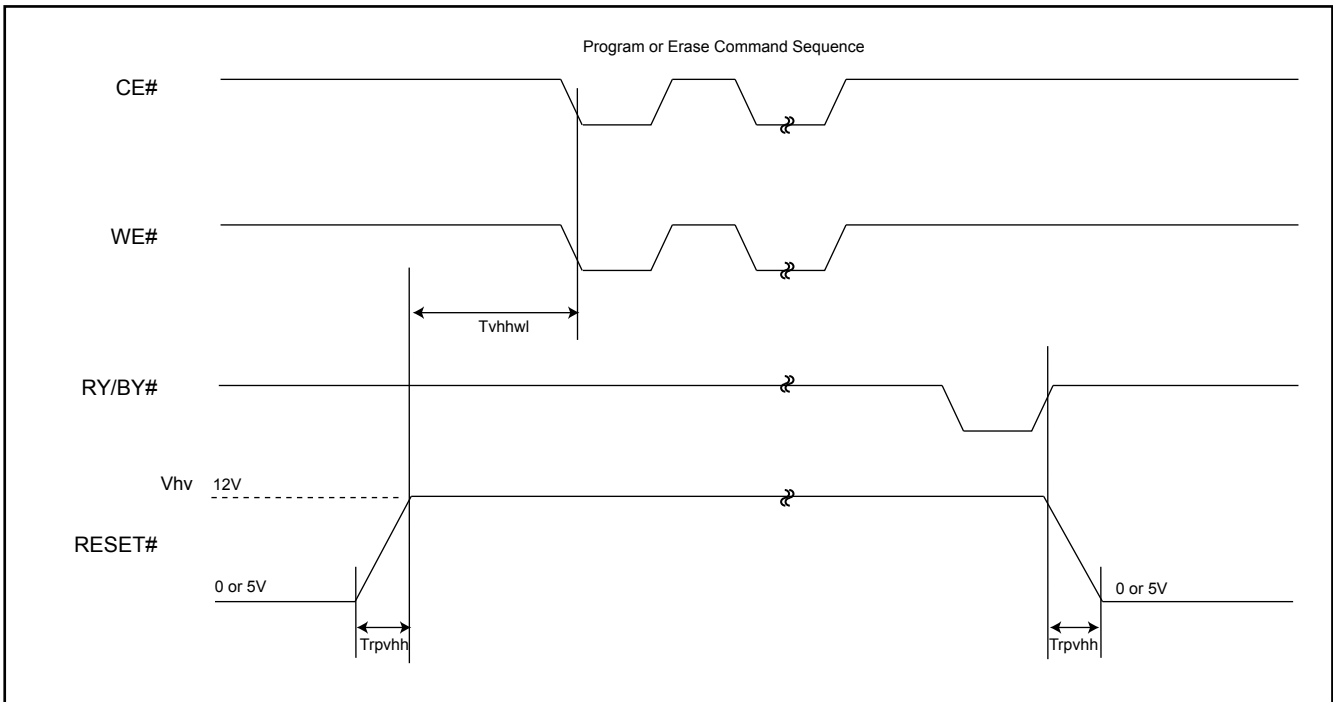 Program or Erase Command Sequence
CE#
WE#
Tvhhwl
RY/BY#
Vhv 12V
RESET#
0 or 5V 0 or 5V
Trpvhh Trpvhh